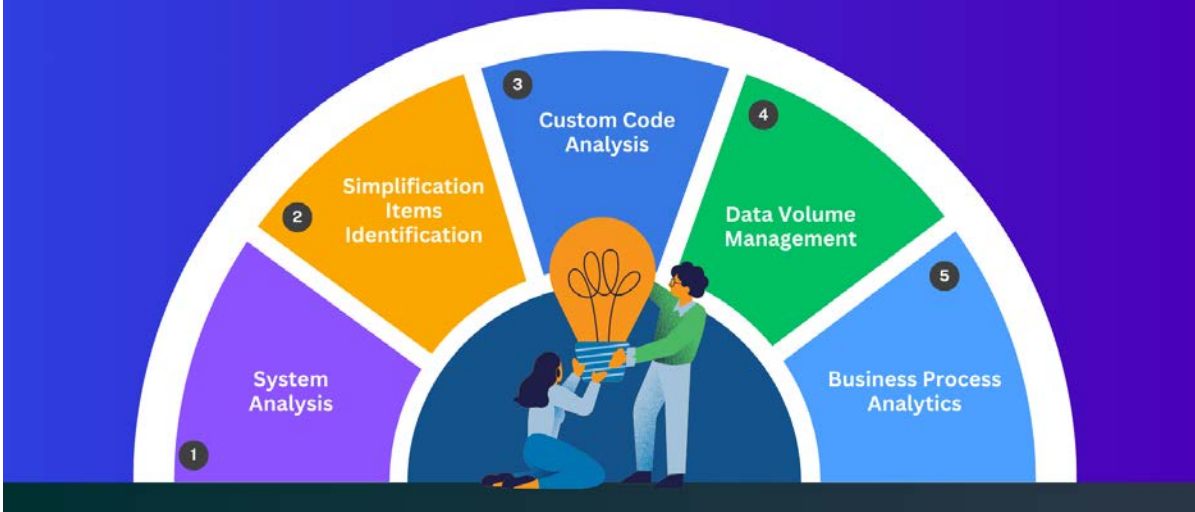 1
System
Analysis
2
Simplification
Items
Identification
3
Custom Code
Analysis
4
Data Volume
Management
5
Business Process
Analytics